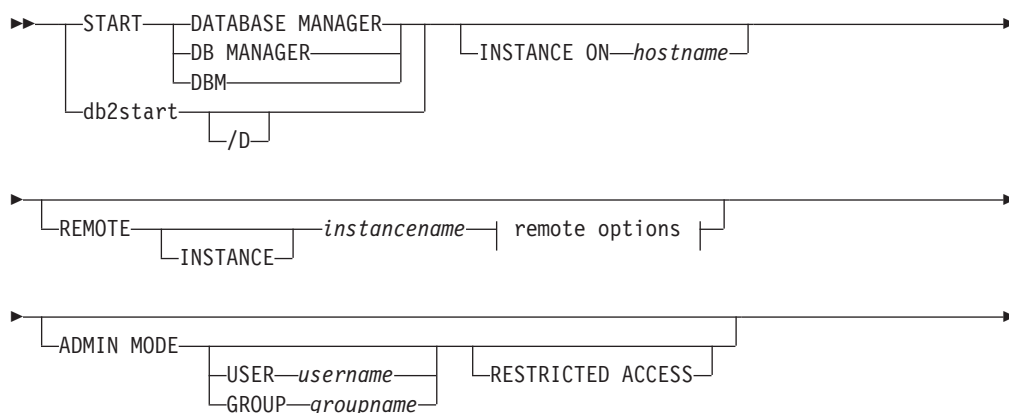 START DATABASE MANAGER
DB MANAGER INSTANCE ON hostname
DBM
db2start
/D
REMOTE instancename remote options
INSTANCE
ADMIN MODE
USER username RESTRICTED ACCESS
GROUP groupname